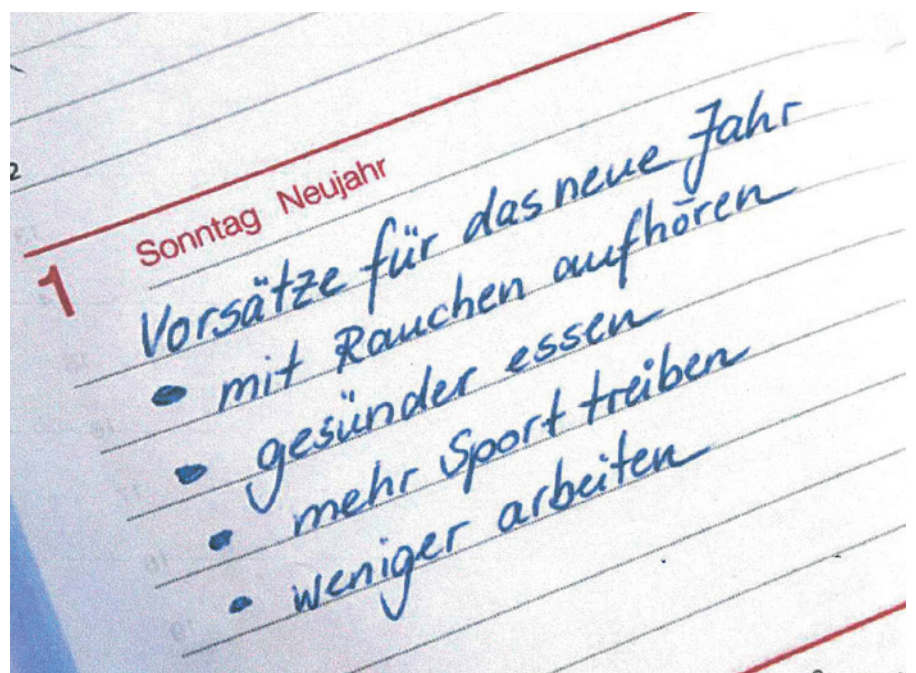 Sonntag Neujahr
1
Vorsätze für das neue Jahr
• mit Rauchen aufhören
• gesünder essen
• mehr Sport treiben
• weniger arbeiten